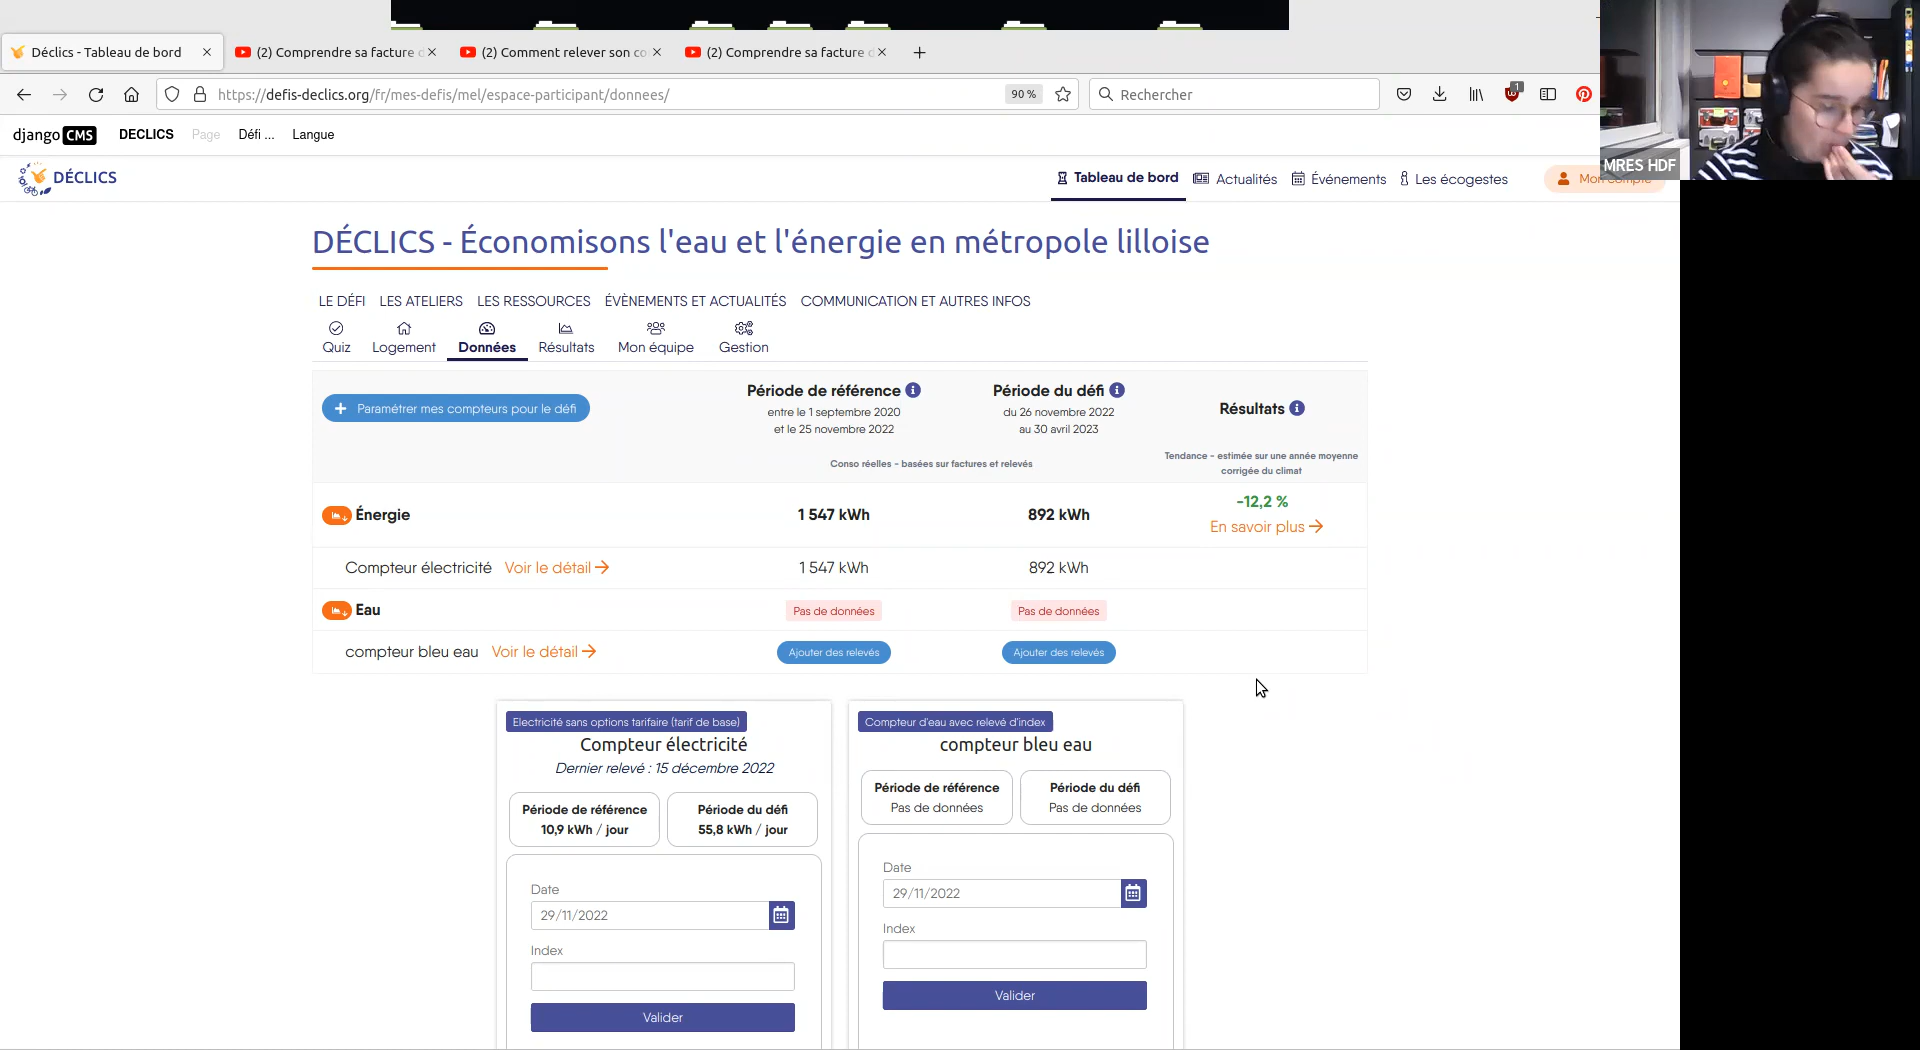 Déclics - Tableau de bord
(2) Comprendre sa facture d
(2) Comment relever son co
(2) Comprendre sa facture d
https://defis-declics.org/fr/mes-defis/mel/espace-participant/donnees/
90 %
Rechercher
1
django CMS
DECLICS
Page
Défi ...
Langue
MRES HDF
DÉCLICS
Tableau de bord
Actualités
Événements
Les écogestes
Mon compte
DÉCLICS - Économisons l'eau et l'énergie en métropole lilloise
LE DÉFI
LES ATELIERS
LES RESSOURCES
ÉVÈNEMENTS ET ACTUALITÉS
COMMUNICATION ET AUTRES INFOS
Quiz
Logement
Données
Résultats
Mon équipe
Gestion
Paramétrer mes compteurs pour le défi
Période de référence
entre le 1 septembre 2020
et le 25 novembre 2022
Période du défi
du 26 novembre 2022
au 30 avril 2023
Résultats
Conso réelles - basées sur factures et relevés
Tendance - estimée sur une année moyenne
corrigée du climat
Énergie
1 547 kWh
892 kWh
-12,2 %
En savoir plus
Compteur électricité
Voir le détail
1 547 kWh
892 kWh
Eau
Pas de données
Pas de données
compteur bleu eau
Voir le détail
Ajouter des relevés
Ajouter des relevés
Electricité sans options tarifaire (tarif de base)
Compteur électricité
Dernier relevé : 15 décembre 2022
Période de référence
10,9 kWh / jour
Période du défi
55,8 kWh / jour
Date
29/11/2022
Index
Valider
Compteur d'eau avec relevé d'index
compteur bleu eau
Période de référence
Pas de données
Période du défi
Pas de données
Date
29/11/2022
Index
Valider